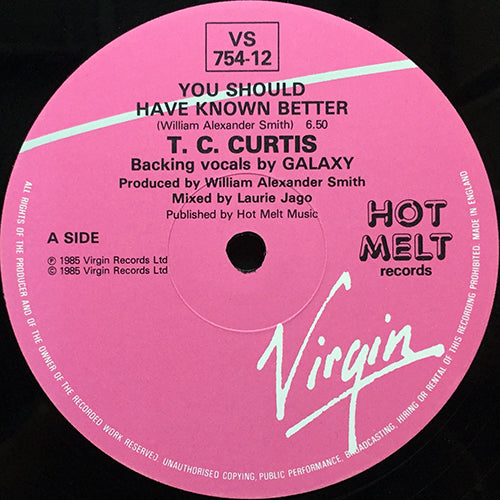 VS
754-12
YOU SHOULD
HAVE KNOWN BETTER
(William Alexander Smith) 6.50
T. C. CURTIS
Backing vocals by GALAXY
Produced by William Alexander Smith
Mixed by Laurie Jago
Published by Hot Melt Music
A SIDE
℗ 1985 Virgin Records Ltd
© 1985 Virgin Records Ltd
HOT
MELT
records
Virgin
ALL RIGHTS OF THE PRODUCER AND OF THE OWNER OF THE RECORDED WORK RESERVED. UNAUTHORISED COPYING, PUBLIC PERFORMANCE, BROADCASTING, HIRING OR RENTAL OF THIS RECORDING PROHIBITED. MADE IN ENGLAND